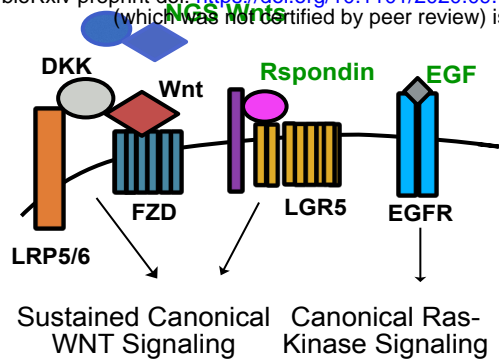 (which was not certified by peer review) is
NGS Wnts
DKK
Wnt
Rspondin
EGF
FZD
LGR5
EGFR
LRP5/6
Sustained Canonical
WNT Signaling
Canonical Ras-
Kinase Signaling